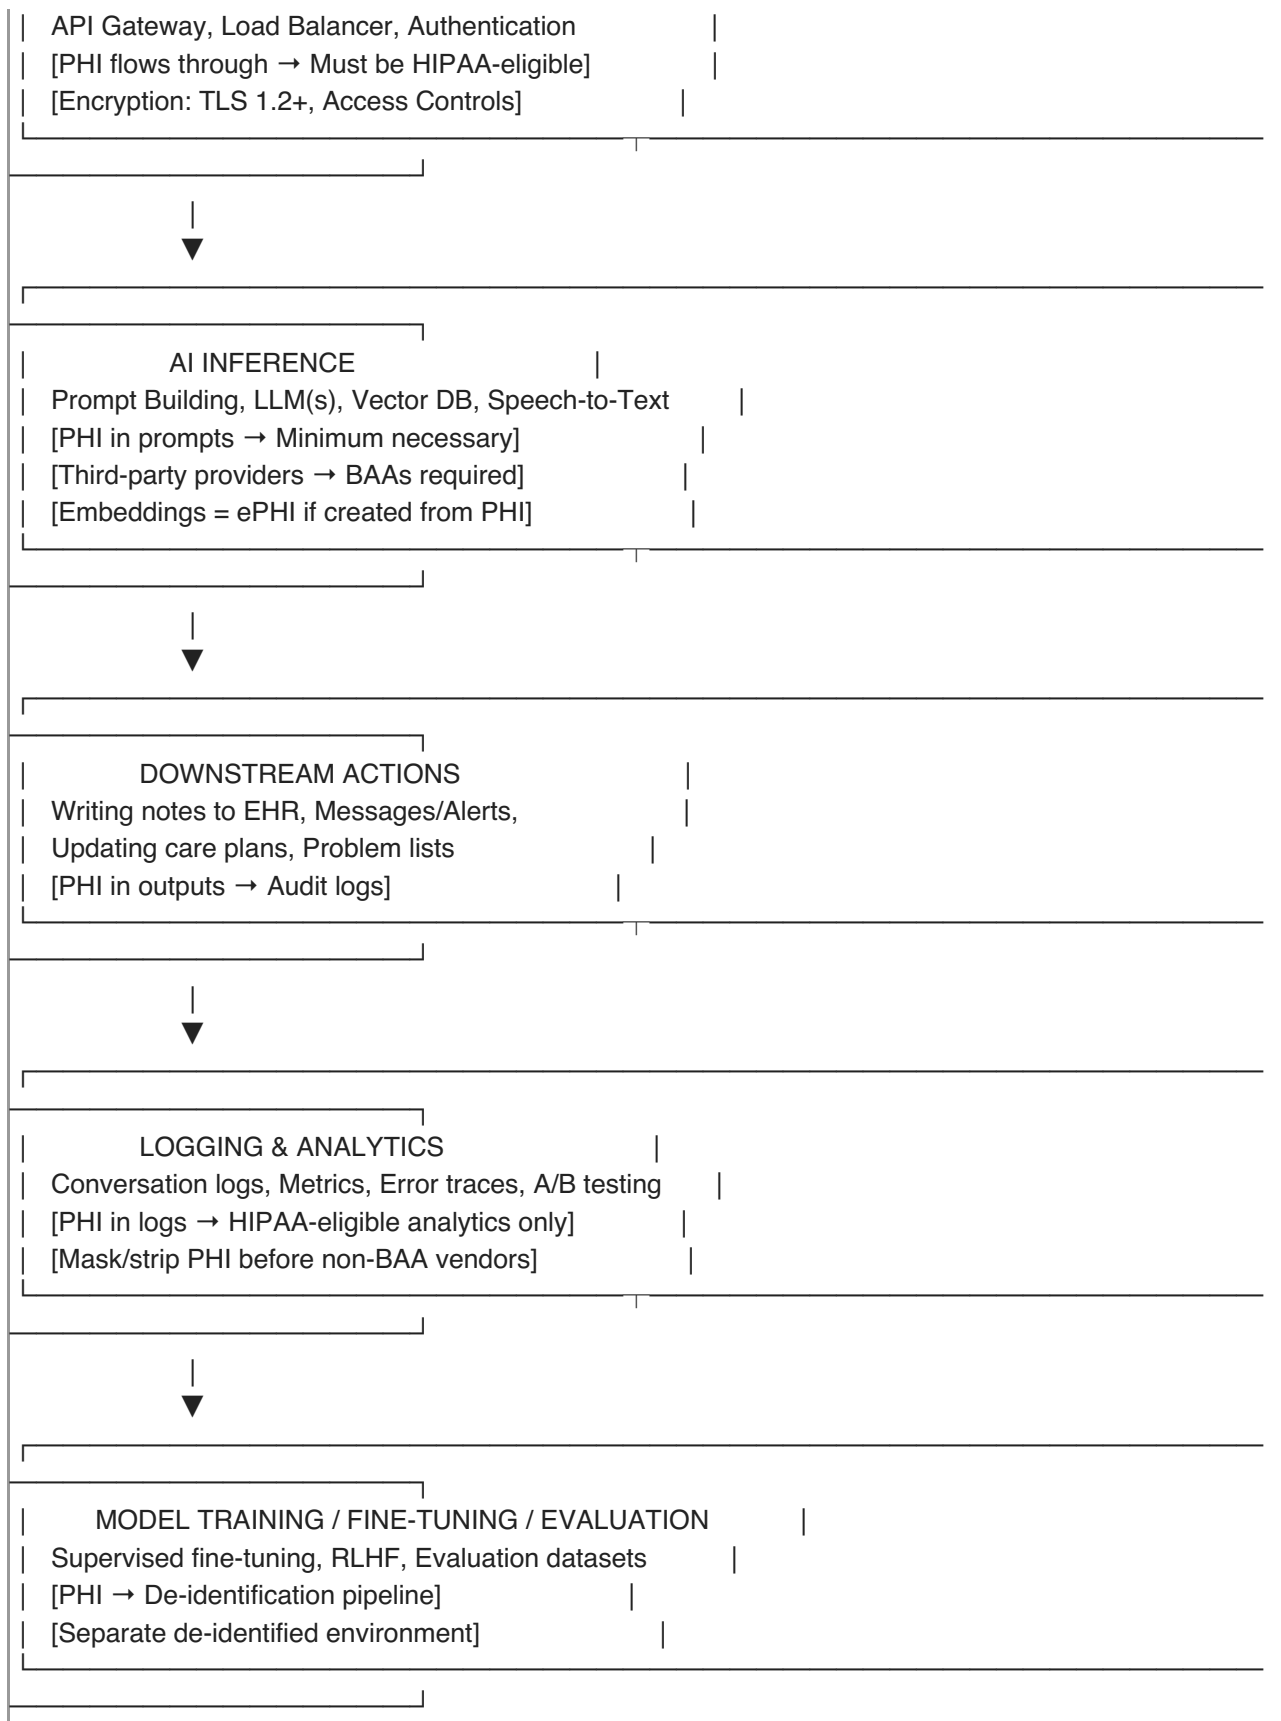 API Gateway, Load Balancer, Authentication
[PHI flows through → Must be HIPAA-eligible]
[Encryption: TLS 1.2+, Access Controls]
AI INFERENCE
Prompt Building, LLM(s), Vector DB, Speech-to-Text
[PHI in prompts → Minimum necessary]
[Third-party providers → BAAs required]
[Embeddings = ePHI if created from PHI]
DOWNSTREAM ACTIONS
Writing notes to EHR, Messages/Alerts,
Updating care plans, Problem lists
[PHI in outputs → Audit logs]
LOGGING & ANALYTICS
Conversation logs, Metrics, Error traces, A/B testing
[PHI in logs → HIPAA-eligible analytics only]
[Mask/strip PHI before non-BAA vendors]
MODEL TRAINING / FINE-TUNING / EVALUATION
Supervised fine-tuning, RLHF, Evaluation datasets
[PHI → De-identification pipeline]
[Separate de-identified environment]